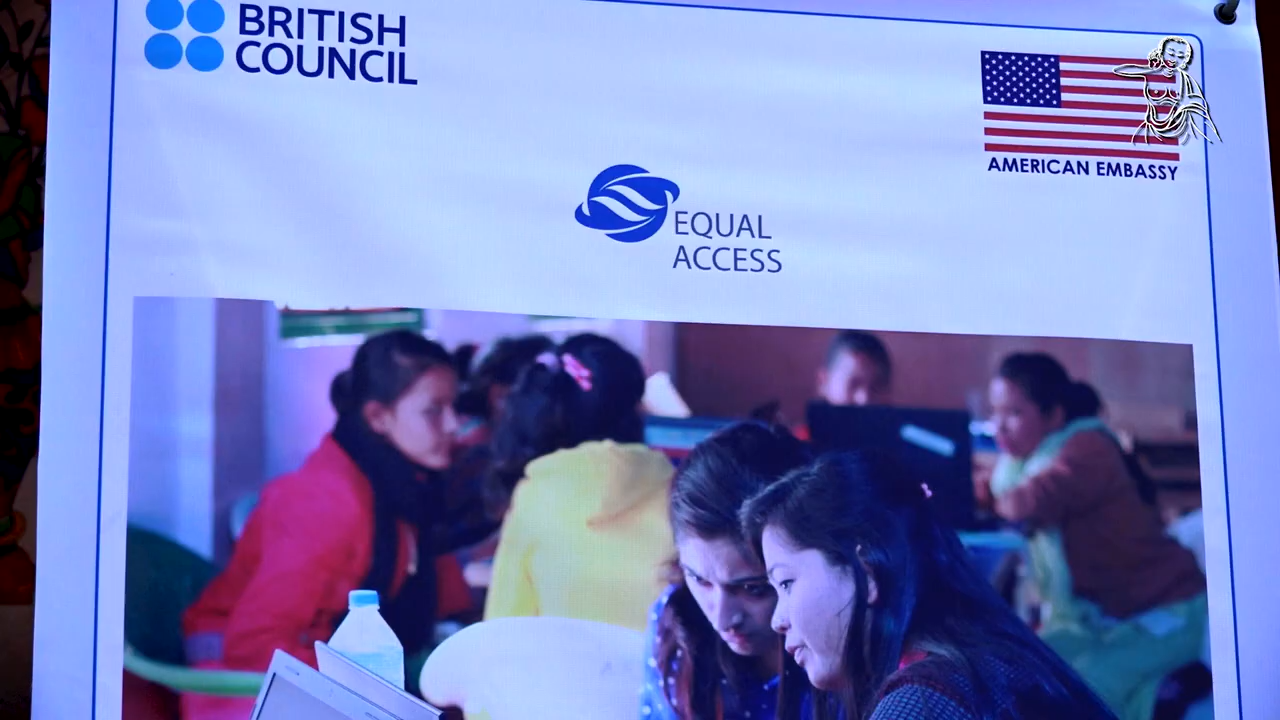 BRITISH
COUNCIL
AMERICAN EMBASSY
EQUAL
ACCESS